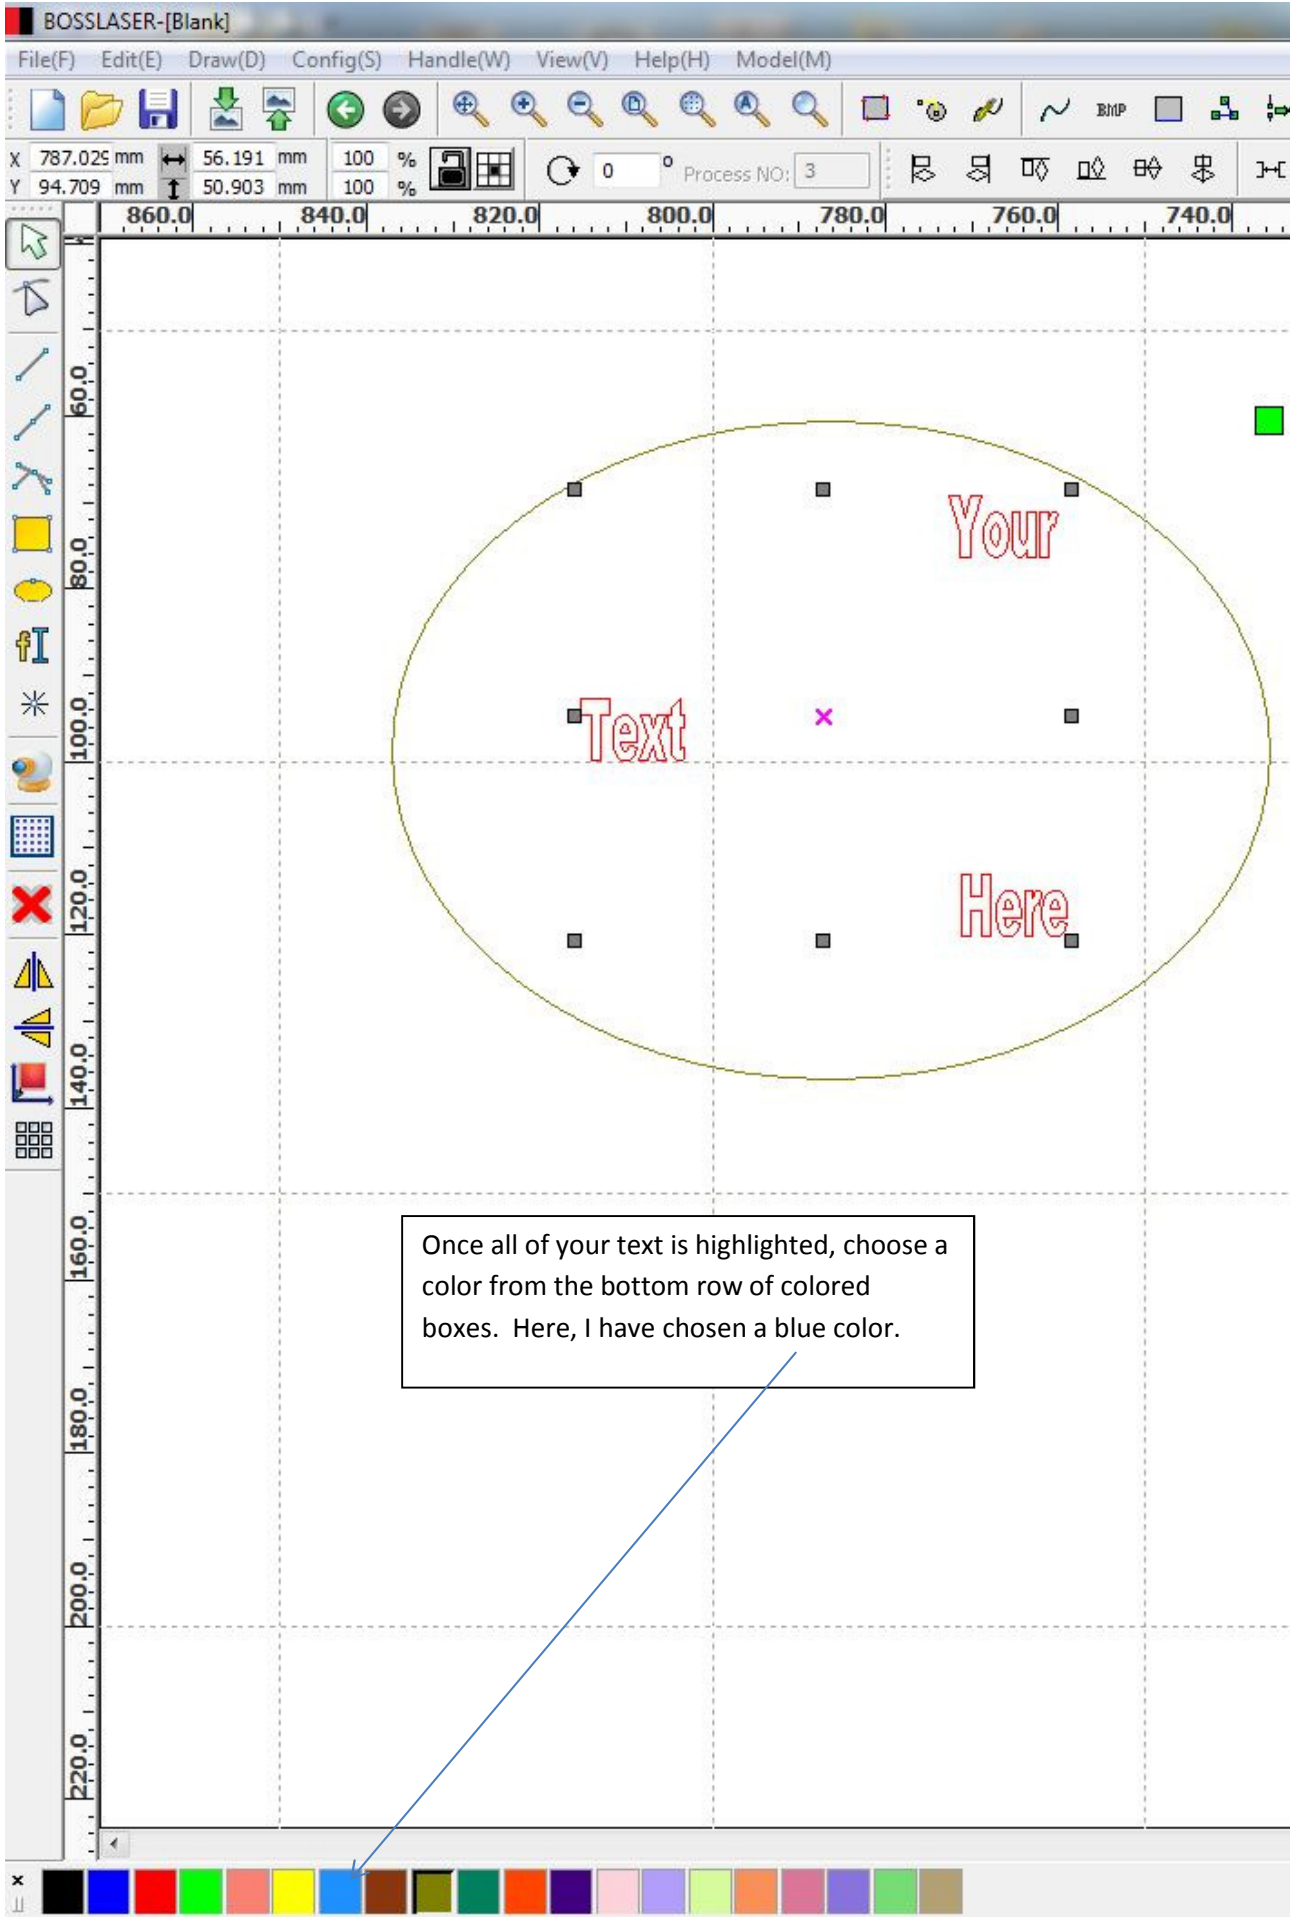 BOSSLASER-[Blank]
File(F) Edit(E) Draw(D) Config(S) Handle(W) View(V) Help(H) Model(M)
BMP
X 787.029 mm 56.191 mm 100 %
0 ° Process NO: 3
Y 94.709 mm 50.903 mm 100 %
860.0 840.0 820.0 800.0 780.0 760.0 740.0
60.0
80.0
100.0
120.0
140.0
160.0
180.0
200.0
220.0
Your
Text
Here
Once all of your text is highlighted, choose a
color from the bottom row of colored
boxes. Here, I have chosen a blue color.